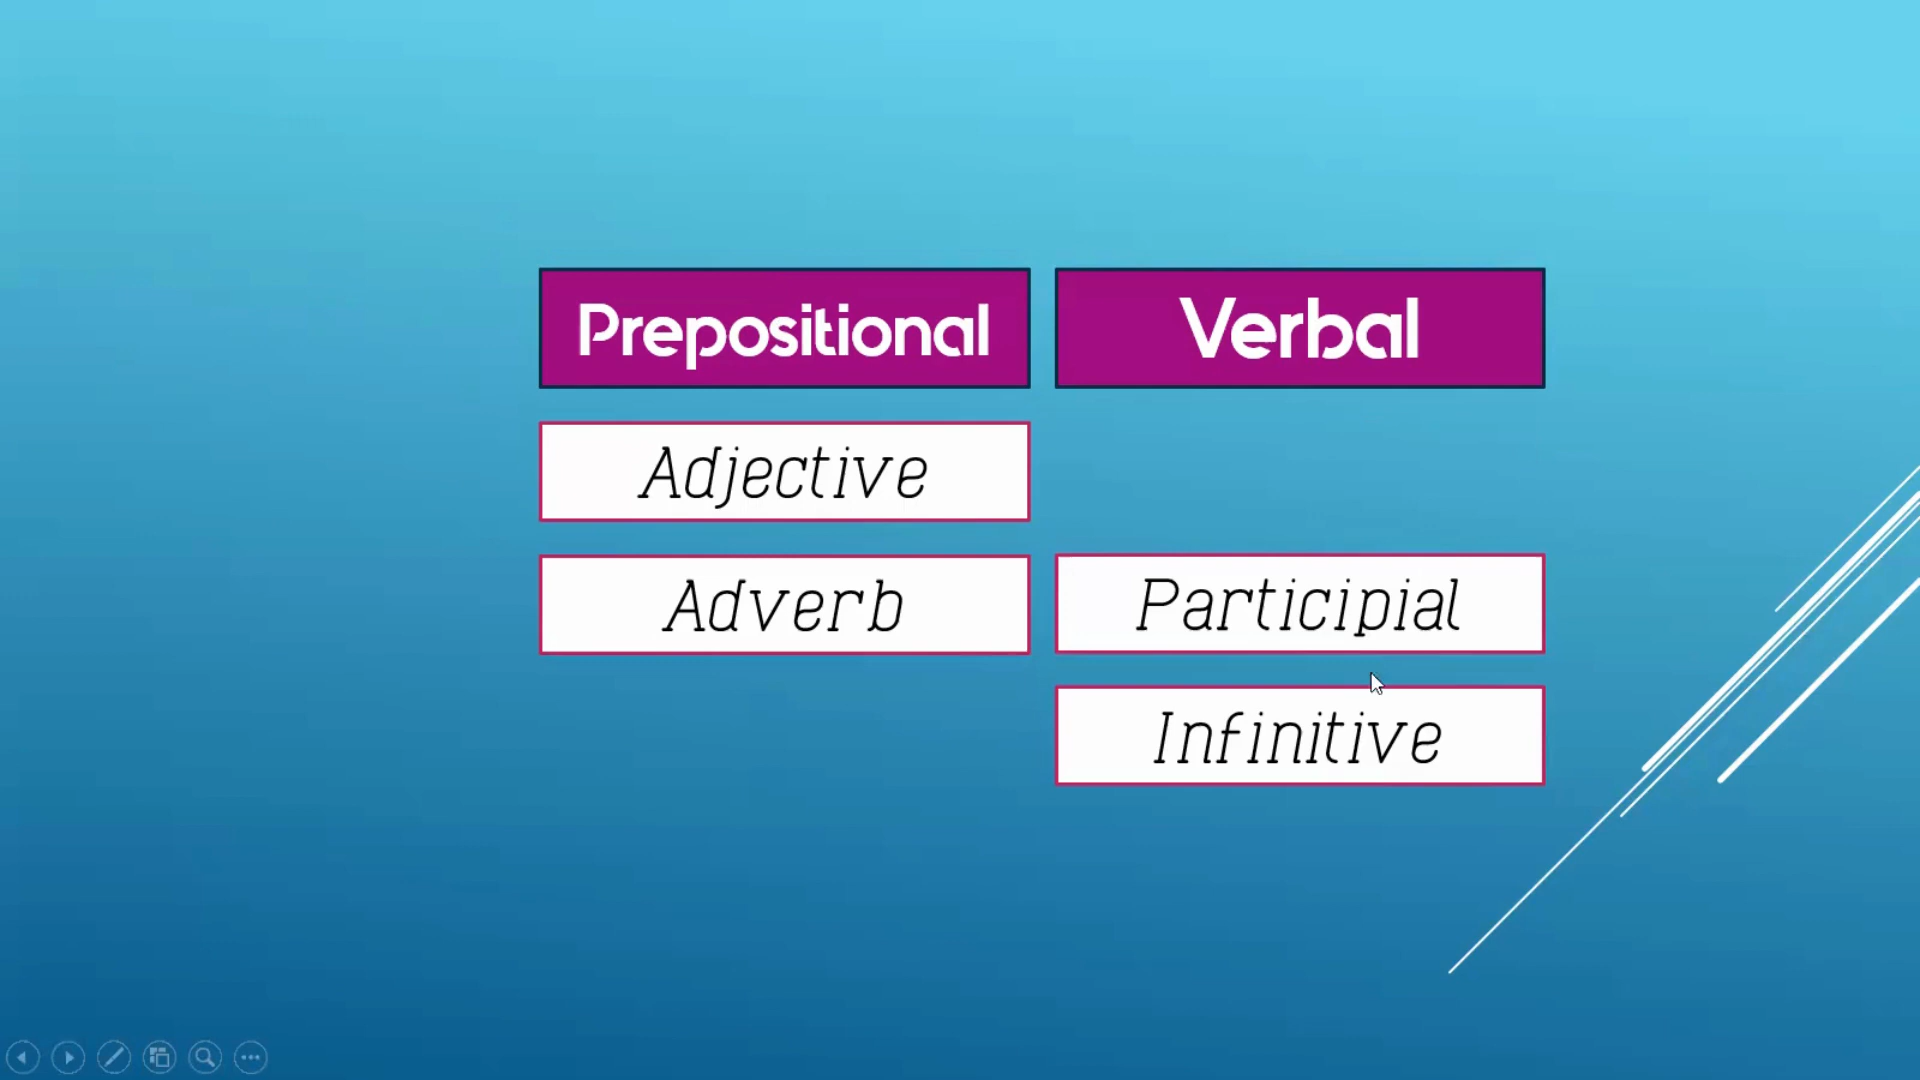 Prepositional
Verbal
Adjective
Adverb
Participial
Infinitive